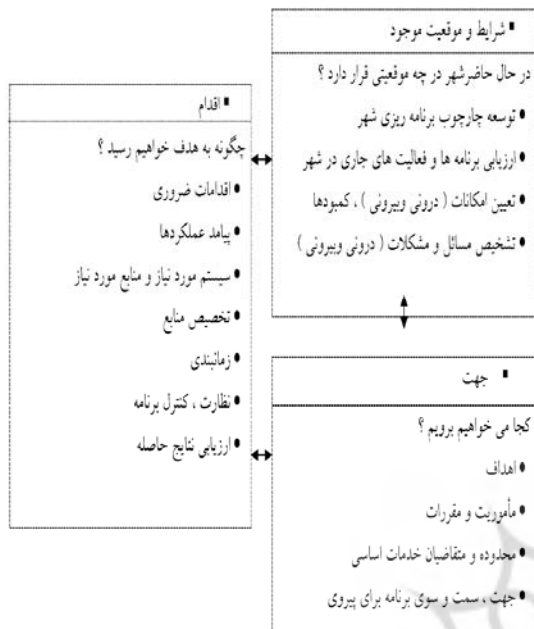 ▪ شرایط و موقعیت موجود
در حال حاضرشهر در چه موقعیتی قرار دارد ؟
• توسعه چارچوب برنامه ریزی شهر
• ارزیابی برنامه ها و فعالیت های جاری در شهر
• تعیین امکانات ( درونی وبیرونی ) ، کمبودها
• تشخیص مسائل و مشکلات ( درونی وبیرونی )
▪ جهت
کجا می خواهیم برویم ؟
• اهداف
• مأموریت و مقررات
• محدوده و متقاضیان خدمات اساسی
• جهت ، سمت و سوی برنامه برای پیروی
▪ اقدام
چگونه به هدف خواهیم رسید ؟
• اقدامات ضروری
• پیامد عملکردها
• سیستم مورد نیاز و منابع مورد نیاز
• تخصیص منابع
• زمانبندی
• نظارت ، کنترل برنامه
• ارزیابی نتایج حاصله